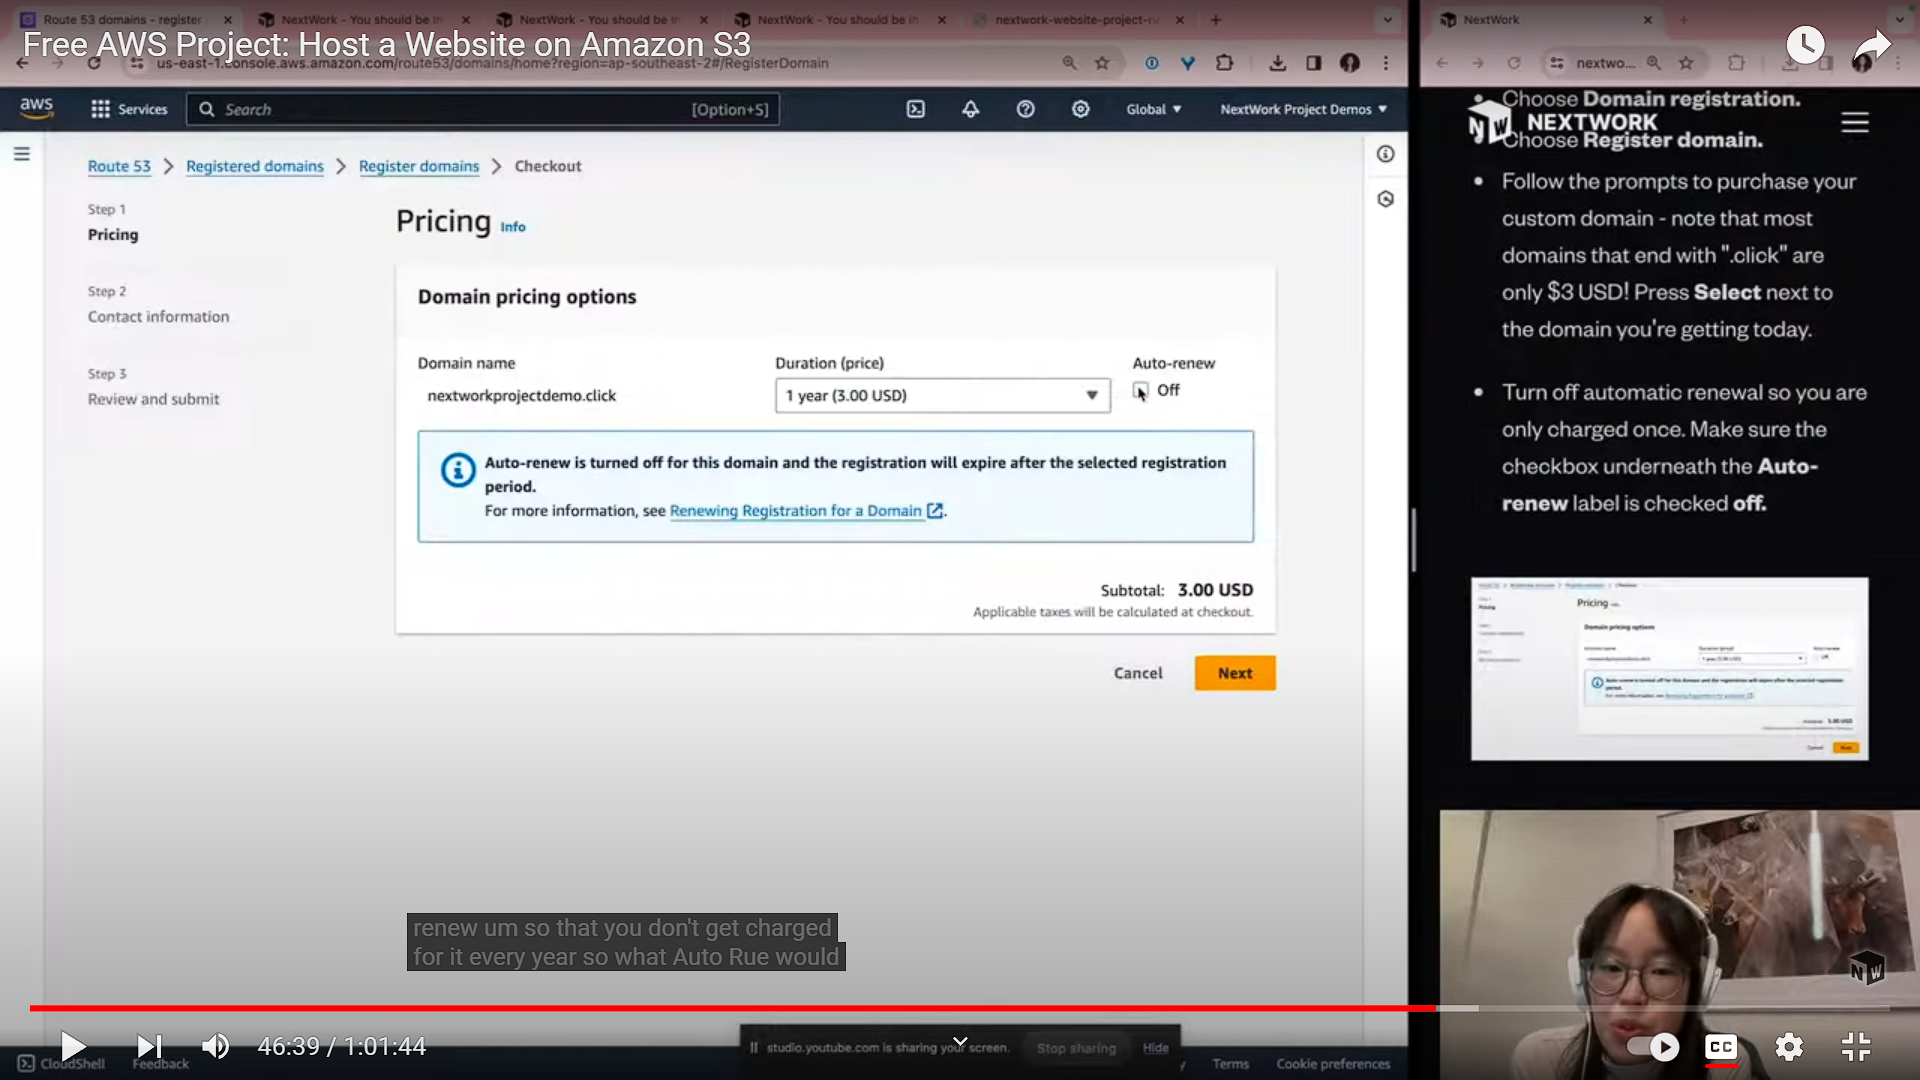 Route 53 domains - register
NextWork - You should be in
NextWork - You should be in
NextWork - You should be in
nextwork-website-project-
NextWork
Free AWS Project: Host a Website on Amazon S3
us-east-1.console.aws.amazon.com/route53/domains/home?region=ap-southeast-2#/RegisterDomain
nextwo...
aws
Services
Search
[Option+S]
Global
NextWork Project Demos
Route 53
Registered domains
Register domains
Checkout
Step 1
Pricing
Step 2
Contact information
Step 3
Review and submit
Pricing Info
Domain pricing options
Domain name
Duration (price)
Auto-renew
nextworkprojectdemo.click
1 year (3.00 USD)
Off
Auto-renew is turned off for this domain and the registration will expire after the selected registration
period.
For more information, see Renewing Registration for a Domain.
Subtotal: 3.00 USD
Applicable taxes will be calculated at checkout.
Cancel
Next
Choose Domain registration.
NEXTWORK
Choose Register domain.
Follow the prompts to purchase your
custom domain - note that most
domains that end with ".click" are
only $3 USD! Press Select next to
the domain you're getting today.
Turn off automatic renewal so you are
only charged once. Make sure the
checkbox underneath the Auto-
renew label is checked off.
Pricing
Domain pricing options
renew um so that you don't get charged
for it every year so what Auto Rue would
46:39 / 1:01:44
studio.youtube.com is sharing your screen.
Stop sharing
Hide
CC
CloudShell
Feedback
Terms
Cookie preferences
NW